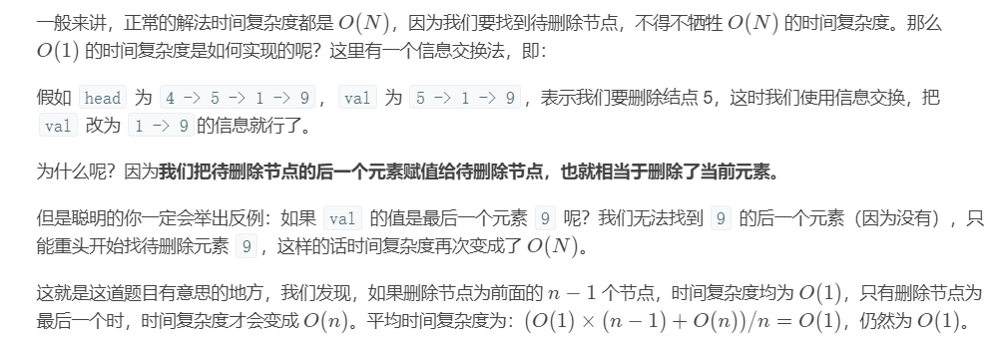 一般来讲，正常的解法时间复杂度都是 O(N)，因为我们要找到待删除节点，不得不牺牲 O(N) 的时间复杂度。那么
O(1) 的时间复杂度是如何实现的呢？这里有一个信息交换法，即：
假如 head 为 4 -> 5 -> 1 -> 9 ，val 为 5 -> 1 -> 9 ，表示我们要删除结点 5，这时我们使用信息交换，把
val 改为 1 -> 9 的信息就行了。
为什么呢？因为我们把待删除节点的后一个元素赋值给待删除节点，也就相当于删除了当前元素。
但是聪明的你一定会举出反例：如果 val 的值是最后一个元素 9 呢？我们无法找到 9 的后一个元素（因为没有），只
能重头开始找待删除元素 9 ，这样的话时间复杂度再次变成了 O(N)。
这就是这道题目有意思的地方，我们发现，如果删除节点为前面的 n − 1 个节点，时间复杂度均为 O(1)，只有删除节点为
最后一个时，时间复杂度才会变成 O(n)。平均时间复杂度为：(O(1) × (n − 1) + O(n))/n = O(1)，仍然为 O(1)。